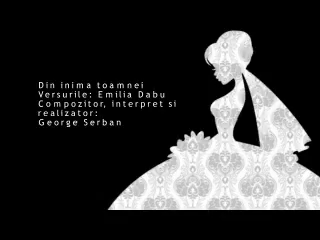 Din inima toamnei
Versurile: Emilia Dabu
Compozitor, interpret si
realizator:
George Serban